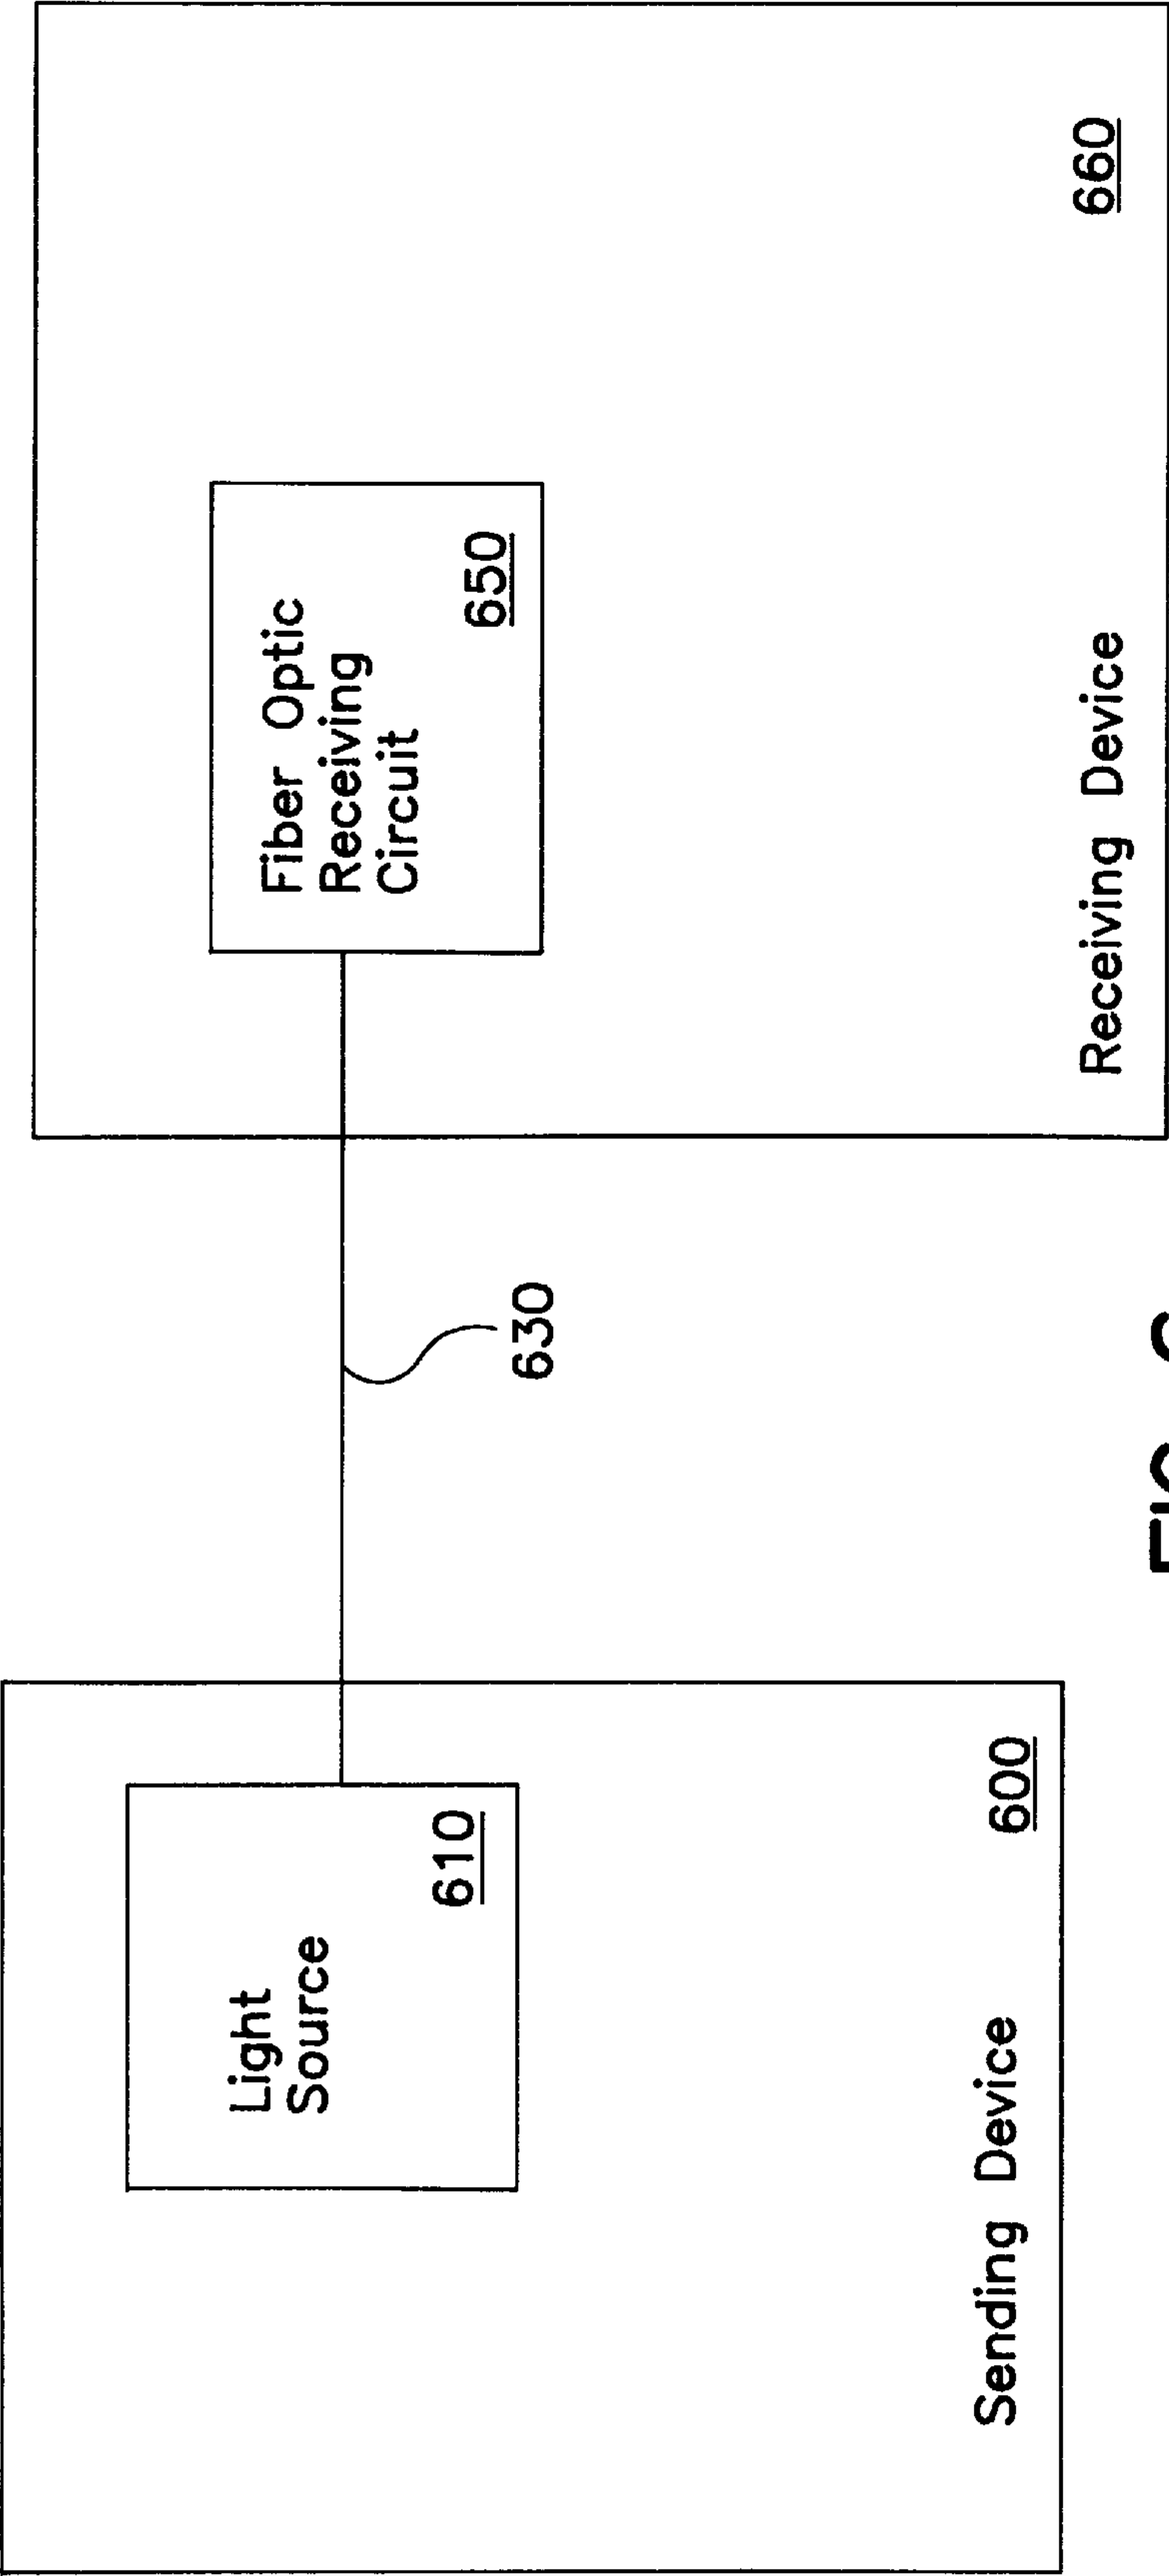 Light
Source
610
Sending Device
600
630
Fiber Optic
Receiving
Circuit
650
Receiving Device
660